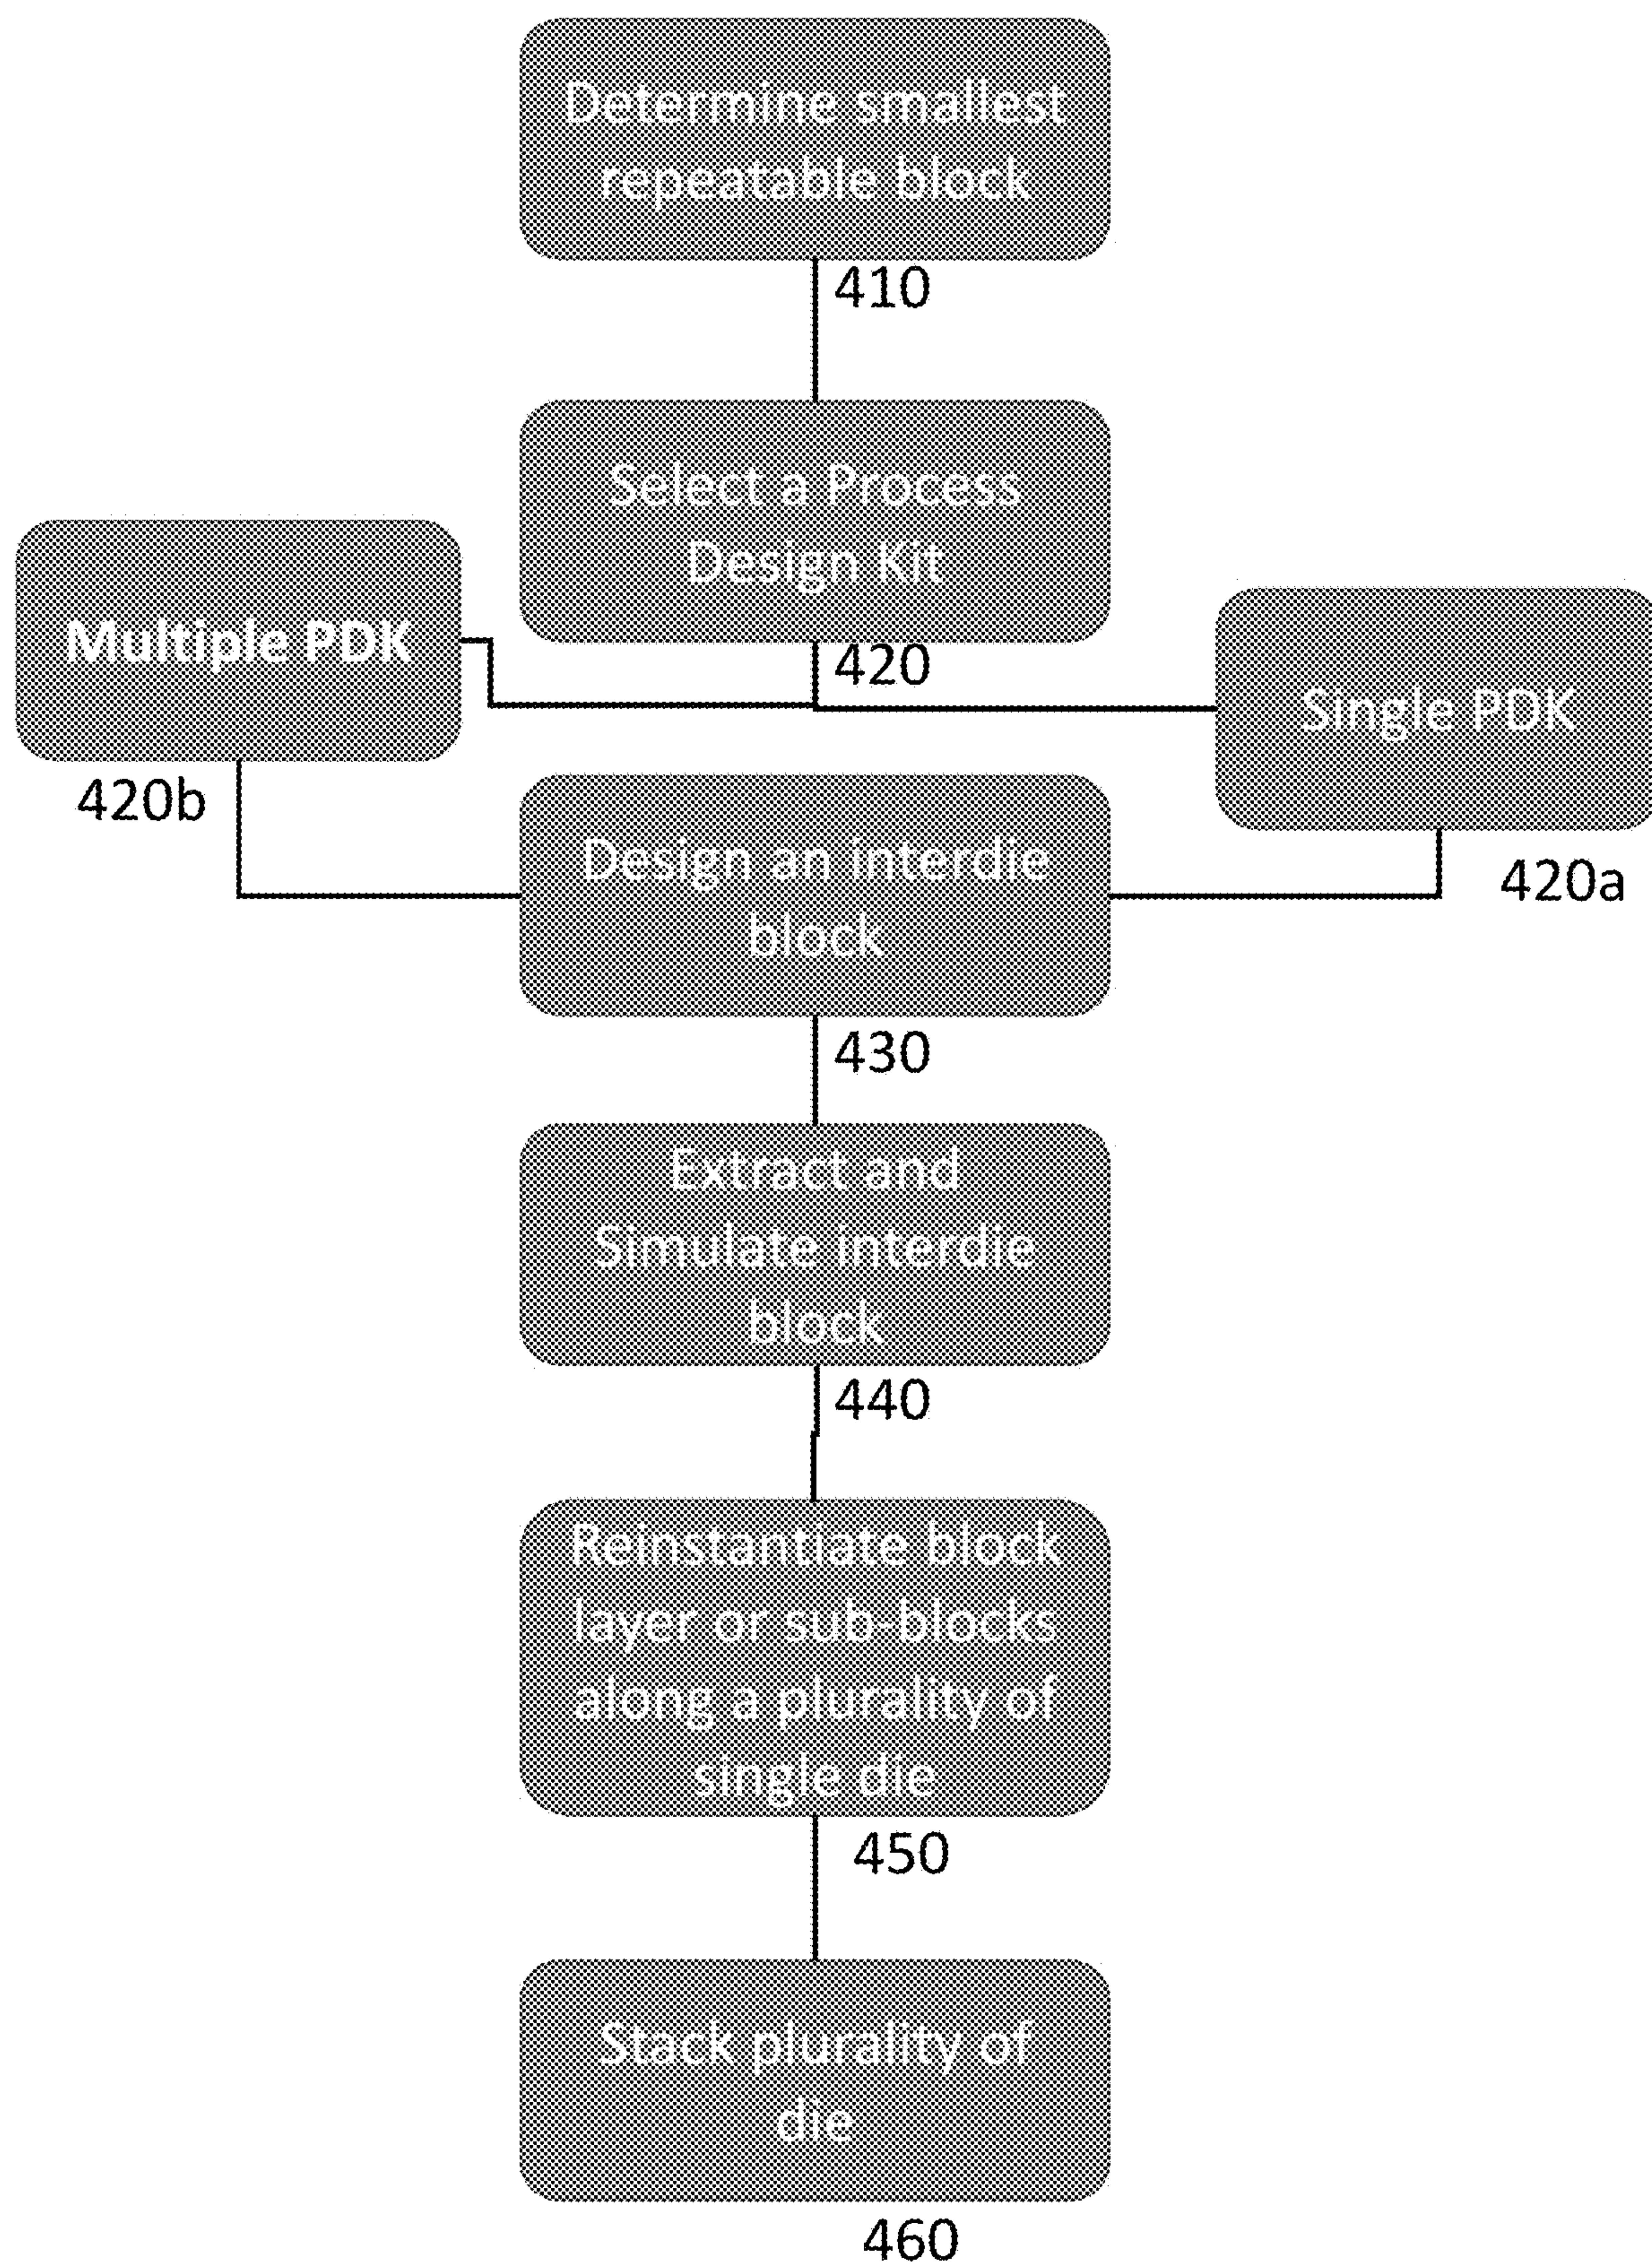 Determine smallest
repeatable block
410
Select a Process
Design Kit
420
Multiple PDK
420b
Single PDK
420a
Design an interdie
block
430
Extract and
Simulate interdie
block
440
Reinstantiate block
layer or sub-blocks
along a plurality of
single die
450
Stack plurality of
die
460